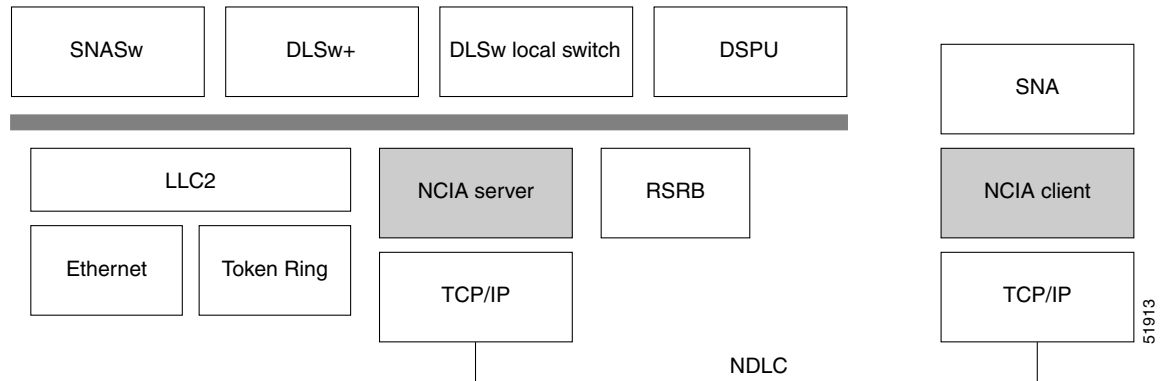 SNASw
DLSw+
DLSw local switch
DSPU
SNA
LLC2
NCIA server
RSRB
NCIA client
Ethernet
Token Ring
TCP/IP
TCP/IP
51913
NDLC